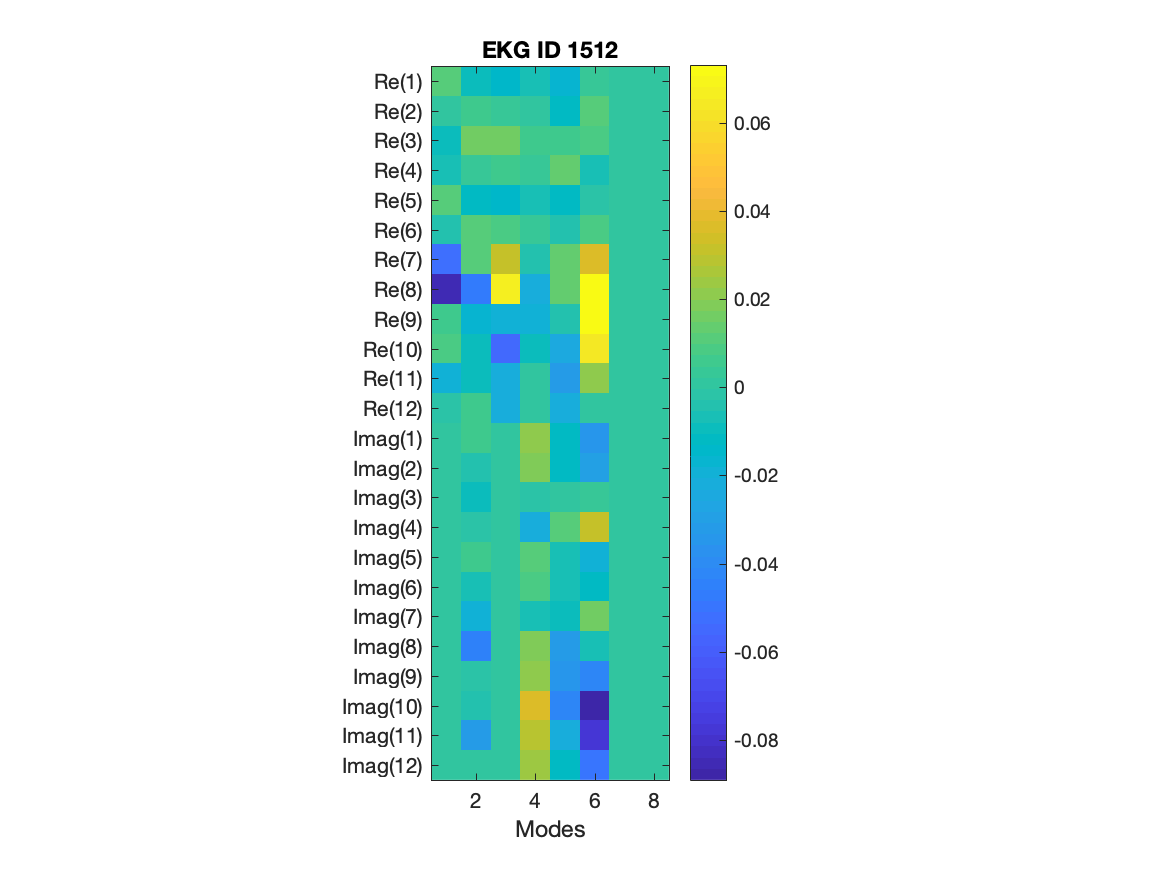 EKG ID 1512
Re(1)
Re(2)
Re(3)
Re(4)
Re(5)
Re(6)
Re(7)
Re(8)
Re(9)
Re(10)
Re(11)
Re(12)
Imag(1)
Imag(2)
Imag(3)
Imag(4)
Imag(5)
Imag(6)
Imag(7)
Imag(8)
Imag(9)
Imag(10)
Imag(11)
Imag(12)
2 4 6 8
Modes
0.06
0.04
0.02
0
-0.02
-0.04
-0.06
-0.08